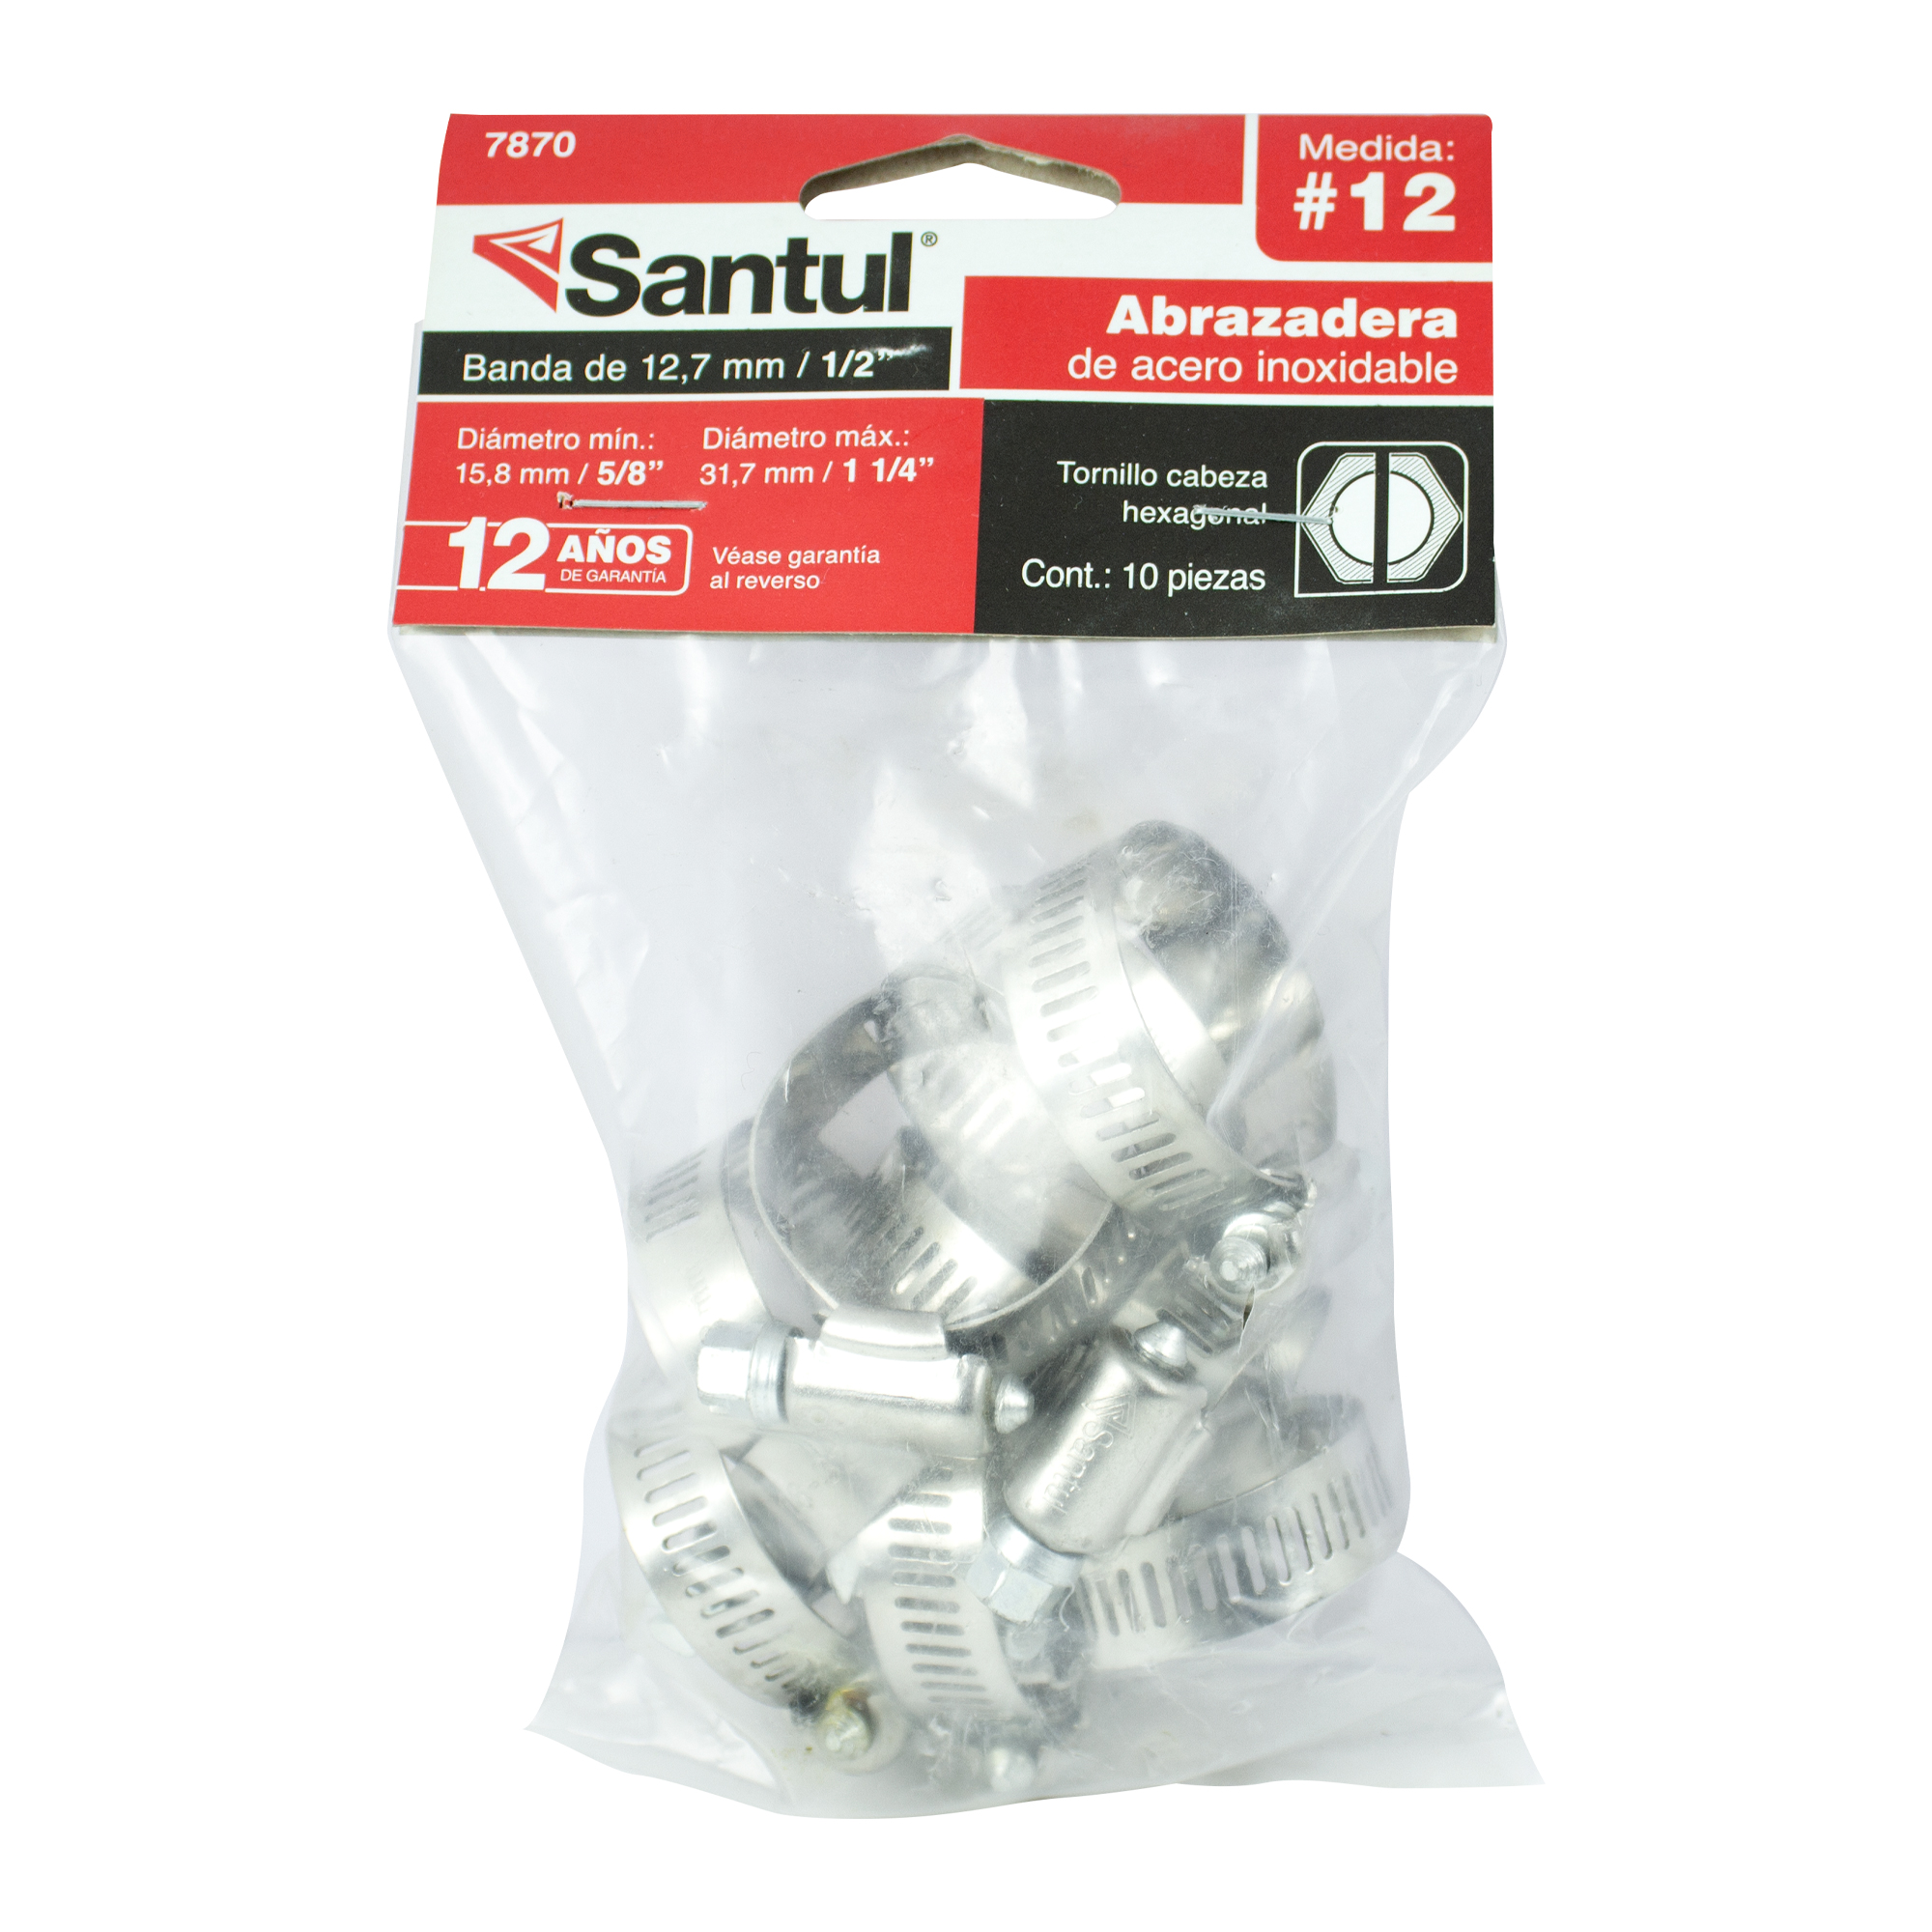 7870
Medida:
#12
Santul®
Abrazadera
de acero inoxidable
Banda de 12,7 mm / 1/2"
Diámetro mín.:
15,8 mm / 5/8"
Diámetro máx.:
31,7 mm / 1 1/4"
Tornillo cabeza
hexagonal
Cont.: 10 piezas
12 AÑOS
DE GARANTÍA
Véase garantía
al reverso
Santul